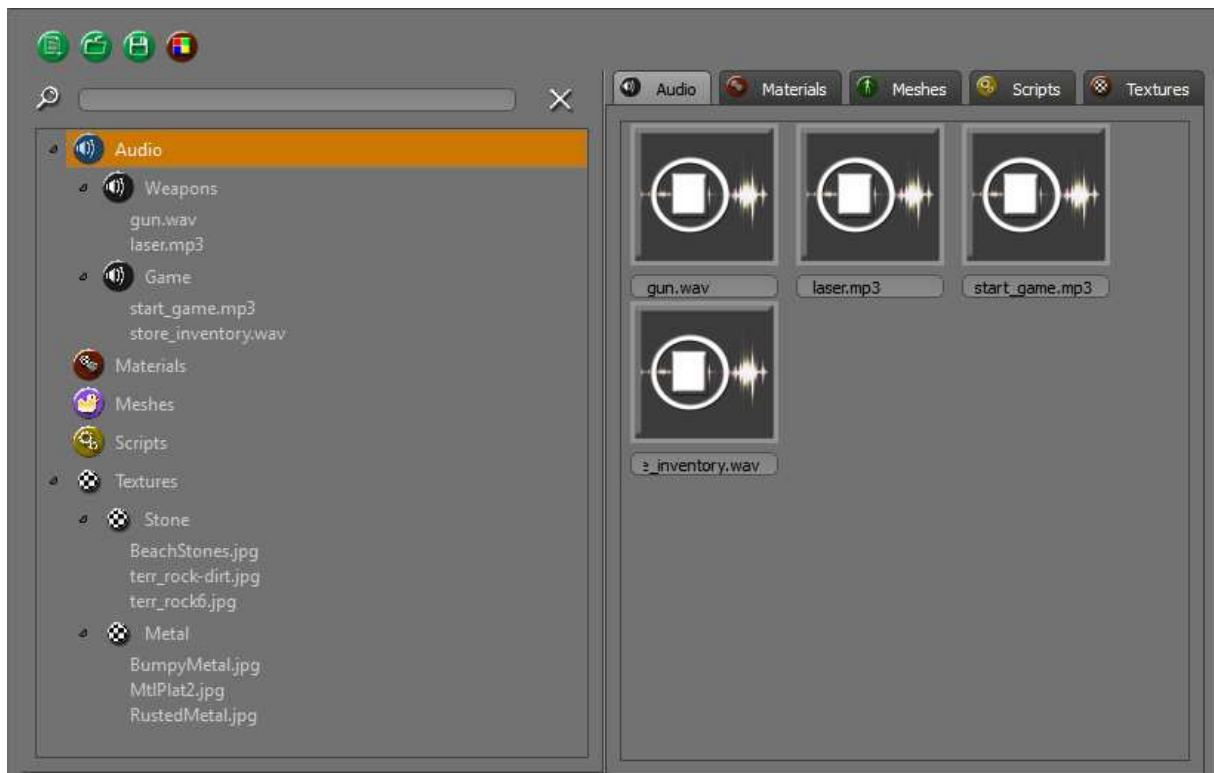 Audio
Weapons
gun.wav
laser.mp3
Game
start_game.mp3
store_inventory.wav
Materials
Meshes
Scripts
Textures
Stone
BeachStones.jpg
terr_rock-dirt.jpg
terr_rock6.jpg
Metal
BumpyMetal.jpg
MtlPlat2.jpg
RustedMetal.jpg
Audio Materials Meshes Scripts Textures
gun.wav laser.mp3 start_game.mp3
e_inventory.wav